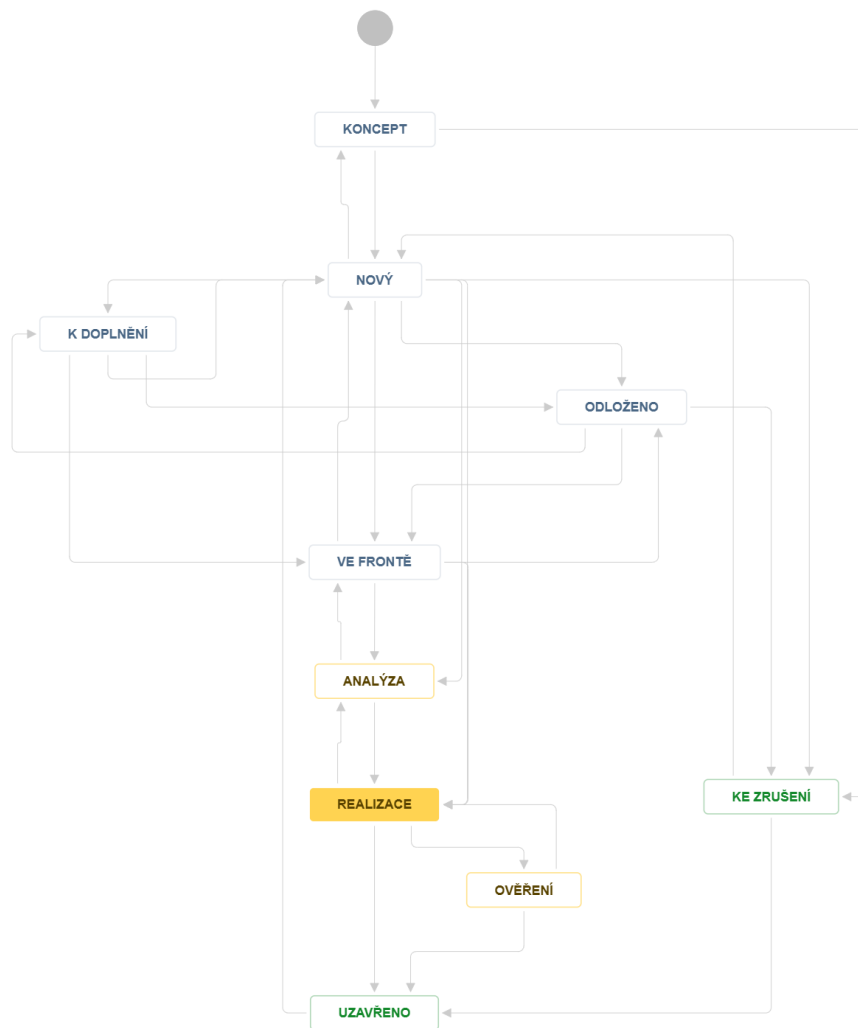 KONCEPT
NOVÝ
K DOPLNĚNÍ
ODLOŽENO
VE FRONTĚ
ANALÝZA
REALIZACE
KE ZRUŠENÍ
OVĚŘENÍ
UZAVŘENO